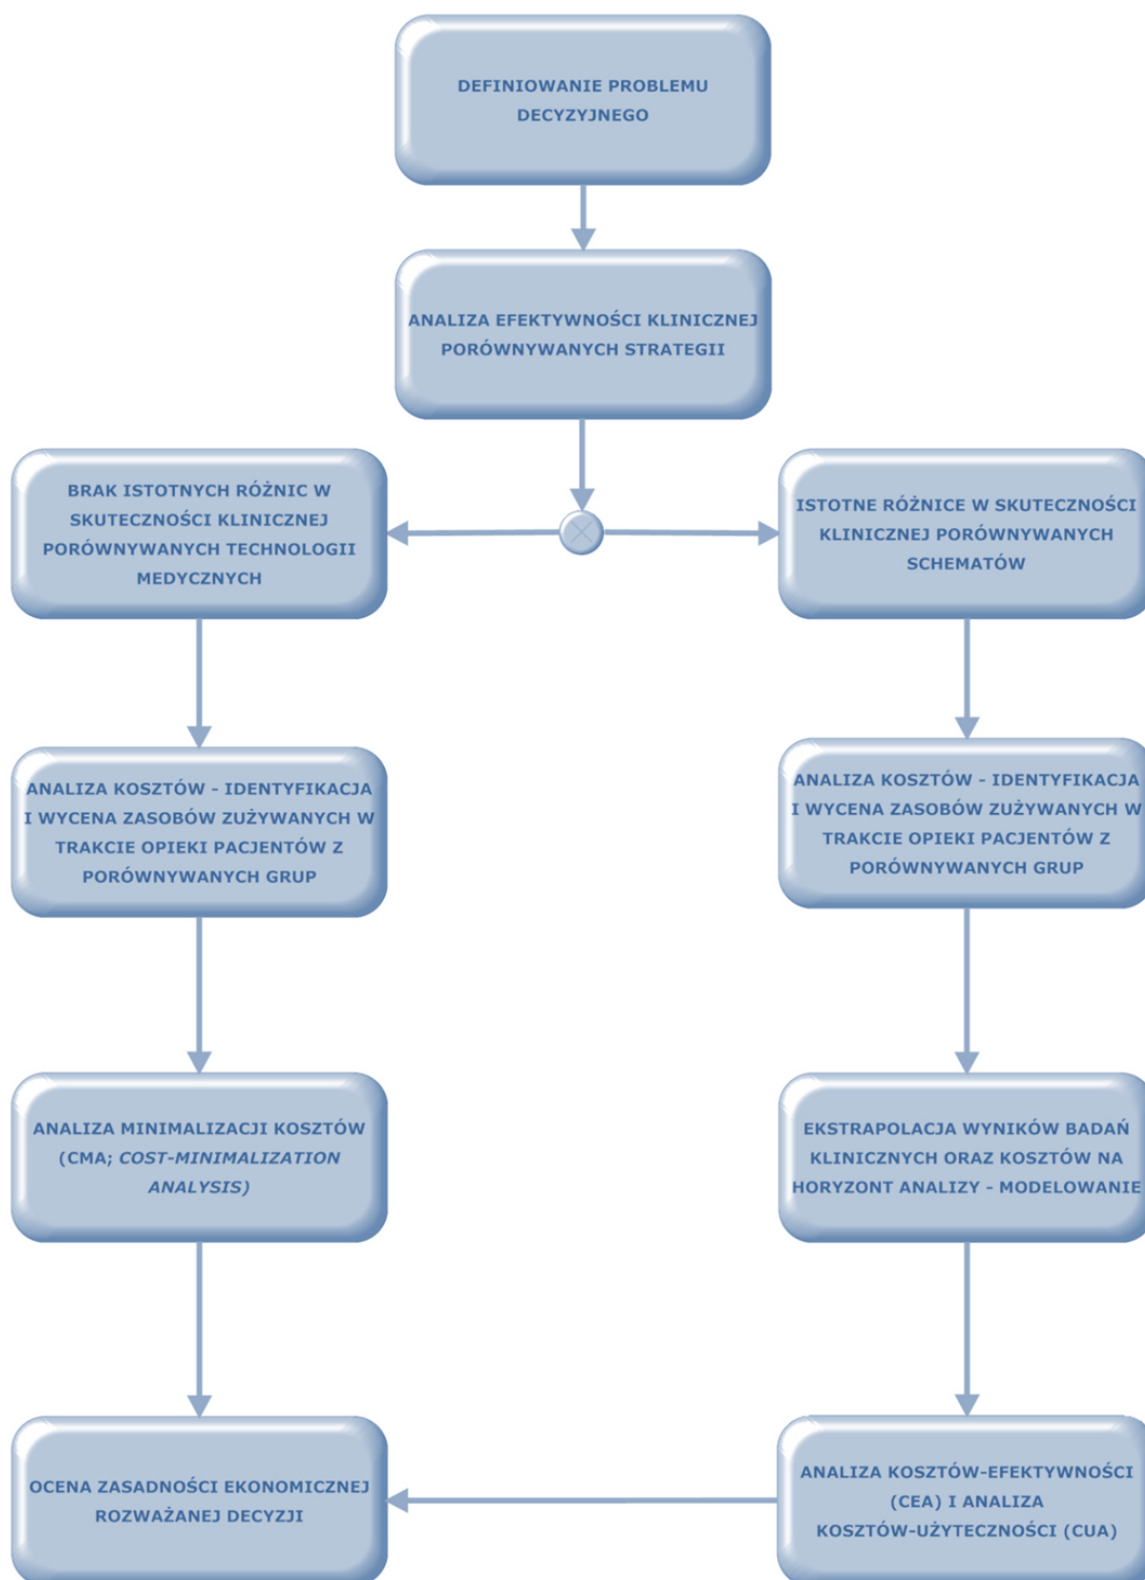 DEFINIOWANIE PROBLEMU
DECYZYJNEGO
ANALIZA EFEKTYWNOŚCI KLINICZNEJ
PORÓWNYWANYCH STRATEGII
BRAK ISTOTNYCH RÓŻNIC W
SKUTECZNOŚCI KLINICZNEJ
PORÓWNYWANYCH TECHNOLOGII
MEDYCZNYCH
ISTOTNE RÓŻNICE W SKUTECZNOŚCI
KLINICZNEJ PORÓWNYWANYCH
SCHEMATÓW
ANALIZA KOSZTÓW - IDENTYFIKACJA
I WYCENA ZASOBÓW ZUŻYWANYCH W
TRAKCIE OPIEKI PACJENTÓW Z
PORÓWNYWANYCH GRUP
ANALIZA KOSZTÓW - IDENTYFIKACJA
I WYCENA ZASOBÓW ZUŻYWANYCH W
TRAKCIE OPIEKI PACJENTÓW Z
PORÓWNYWANYCH GRUP
ANALIZA MINIMALIZACJI KOSZTÓW
(CMA; COST-MINIMALIZATION
ANALYSIS)
EKSTRAPOLACJA WYNIKÓW BADAŃ
KLINICZNYCH ORAZ KOSZTÓW NA
HORYZONT ANALIZY - MODELOWANIE
OCENA ZASADNOŚCI EKONOMICZNEJ
ROZWAŻANEJ DECYZJI
ANALIZA KOSZTÓW-EFEKTYWNOŚCI
(CEA) I ANALIZA
KOSZTÓW-UŻYTECZNOŚCI (CUA)